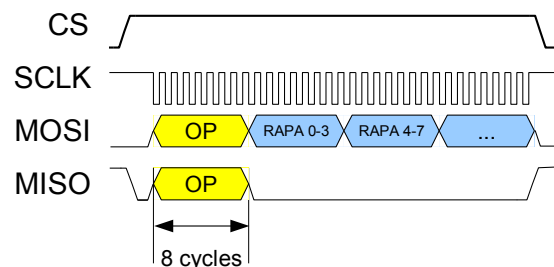 CS
SCLK
MOSI OP RAPA 0-3 RAPA 4-7 ...
MISO OP
8 cycles